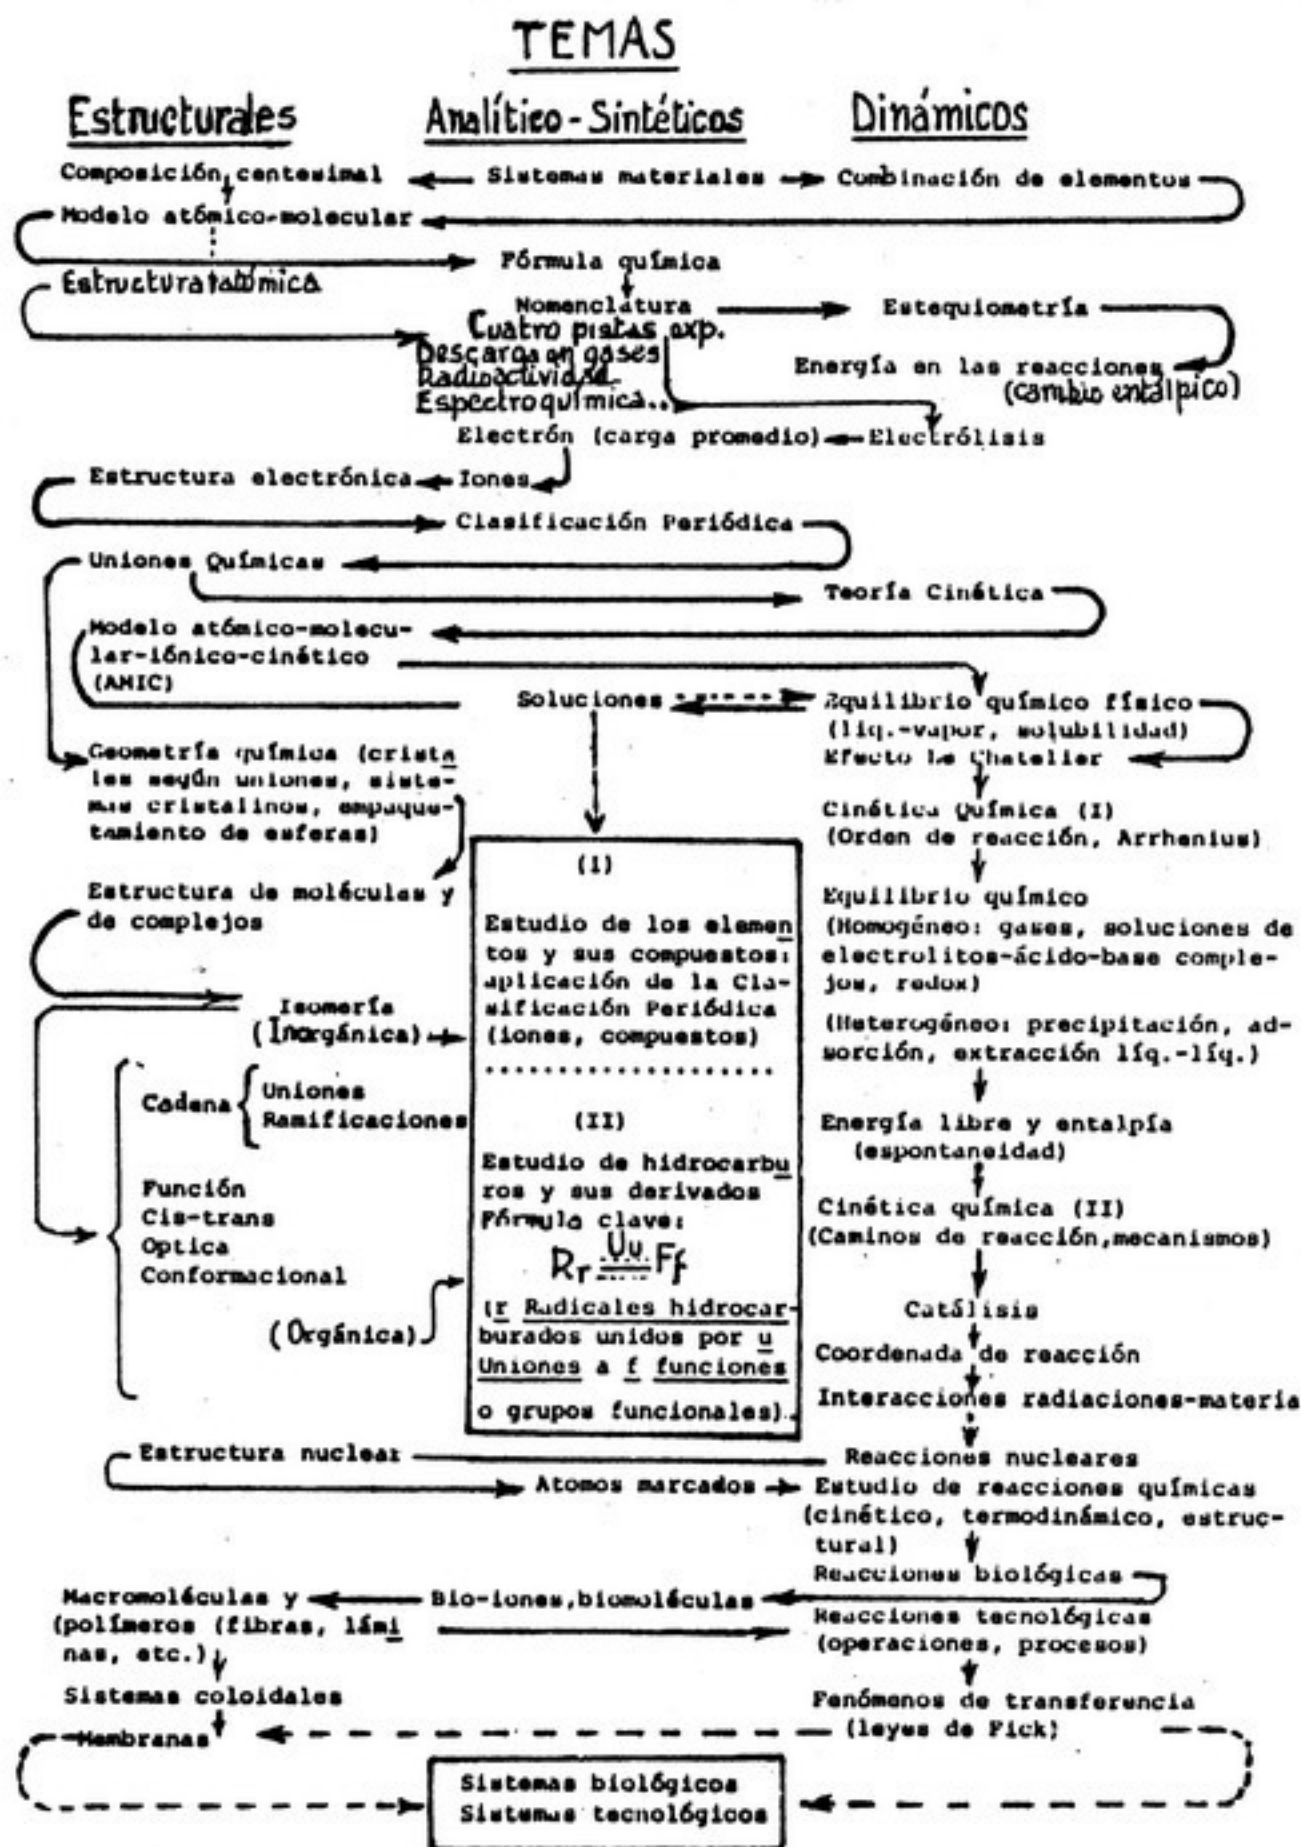 TEMAS
Estructurales
Analítico-Sintéticos
Dinámicos
Composición centesimal
Sistemas materiales
Combinación de elementos
Modelo atómico-molecular
Fórmula química
Estructura atómica
Nomenclatura
Estequiometría
Cuatro pistas exp.
Descarga en gases
Radioactividad
Espectroquímica..
Energía en las reacciones
(cambio entálpico)
Electrón (carga promedio)
Electrólisis
Estructura electrónica
Iones
Clasificación Periódica
Uniones Químicas
Teoría Cinética
Modelo atómico-molecu-
lar-iónico-cinético
(AMIC)
Soluciones
Equilibrio químico físico
(líq.-vapor, solubilidad)
Efecto Le Chatelier
Geometría química (crista
les según uniones, siste-
mas cristalinos, empaque-
tamiento de esferas)
Cinética Química (I)
(Orden de reacción, Arrhenius)
Estructura de moléculas y
de complejos
Equilibrio químico
(Homogéneo: gases, soluciones de
electrolitos-ácido-base comple-
jos, redox)
(Heterogéneo: precipitación, ad-
sorción, extracción líq.-líq.)
Isomería
(Inorgánica)
(I)
Estudio de los elemen
tos y sus compuestos:
aplicación de la Cla-
sificación Periódica
(iones, compuestos)
....................
(II)
Estudio de hidrocarbu
ros y sus derivados
Fórmula clave:
Uu
Rr Ff
(r Radicales hidrocar-
burados unidos por u
Uniones a f funciones
o grupos funcionales).
Cadena
Uniones
Ramificaciones
Función
Cis-trans
Optica
Conformacional
(Orgánica)
Energía libre y entalpía
(espontaneidad)
Cinética química (II)
(Caminos de reacción,mecanismos)
Catálisis
Coordenada de reacción
Interacciones radiaciones-materia
Estructura nuclear
Reacciones nucleares
Atomos marcados
Estudio de reacciones químicas
(cinético, termodinámico, estruc-
tural)
Reacciones biológicas
Macromoléculas y
(polímeros (fibras, lámi
nas, etc.)
Bio-iones,biomoléculas
Reacciones tecnológicas
(operaciones, procesos)
Sistemas coloidales
Fenómenos de transferencia
(leyes de Fick)
Membranas
Sistemas biológicos
Sistemas tecnológicos